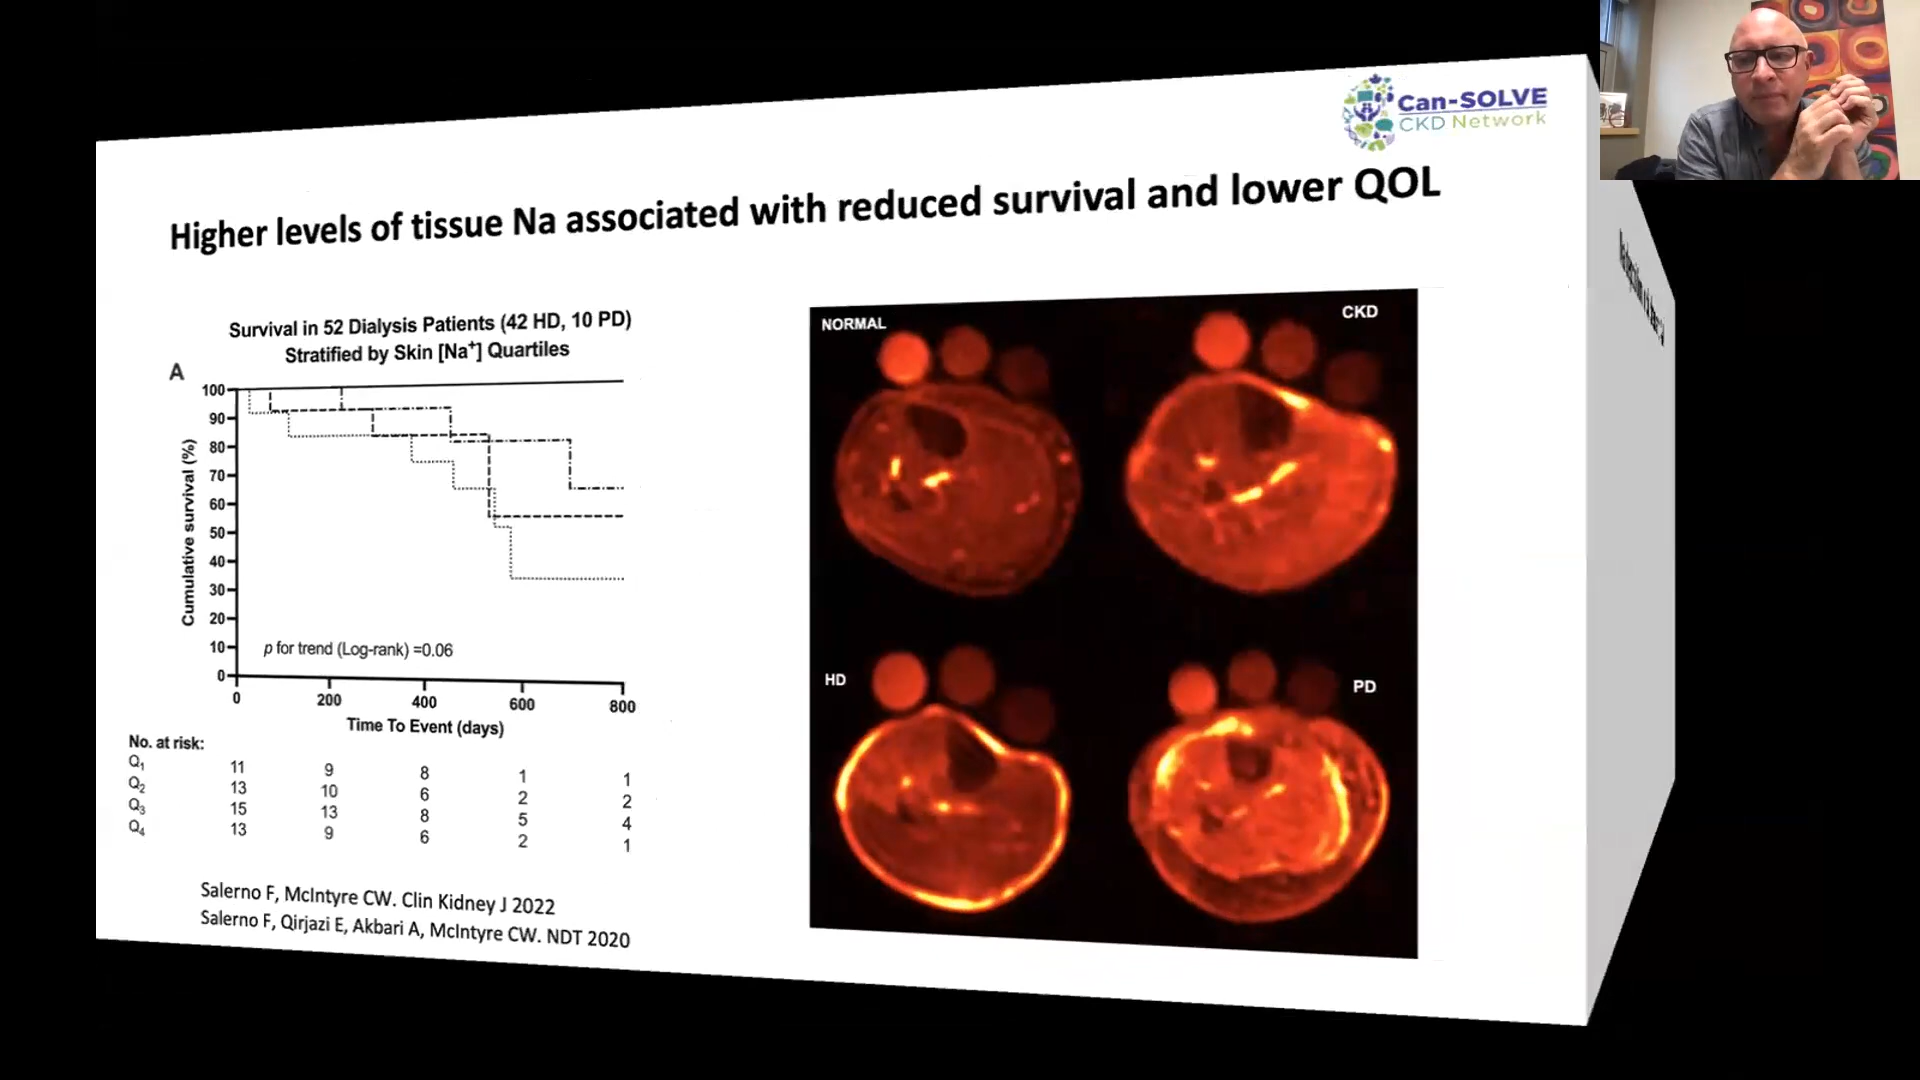 Can-SOLVE
CKD Network
Higher levels of tissue Na associated with reduced survival and lower QOL
Survival in 52 Dialysis Patients (42 HD, 10 PD)
Stratified by Skin [Na⁺] Quartiles
A
100
90
80
70
60
50
40
30
20
10
0
Cumulative survival (%)
p for trend (Log-rank) =0.06
0 200 400 600 800
Time To Event (days)
No. at risk:
Q₁ 11 9 8 1 1
Q₂ 13 10 6 2 2
Q₃ 15 13 8 5 4
Q₄ 13 9 6 2 1
Salerno F, McIntyre CW. Clin Kidney J 2022
Salerno F, Qirjazi E, Akbari A, McIntyre CW. NDT 2020
NORMAL
CKD
HD
PD